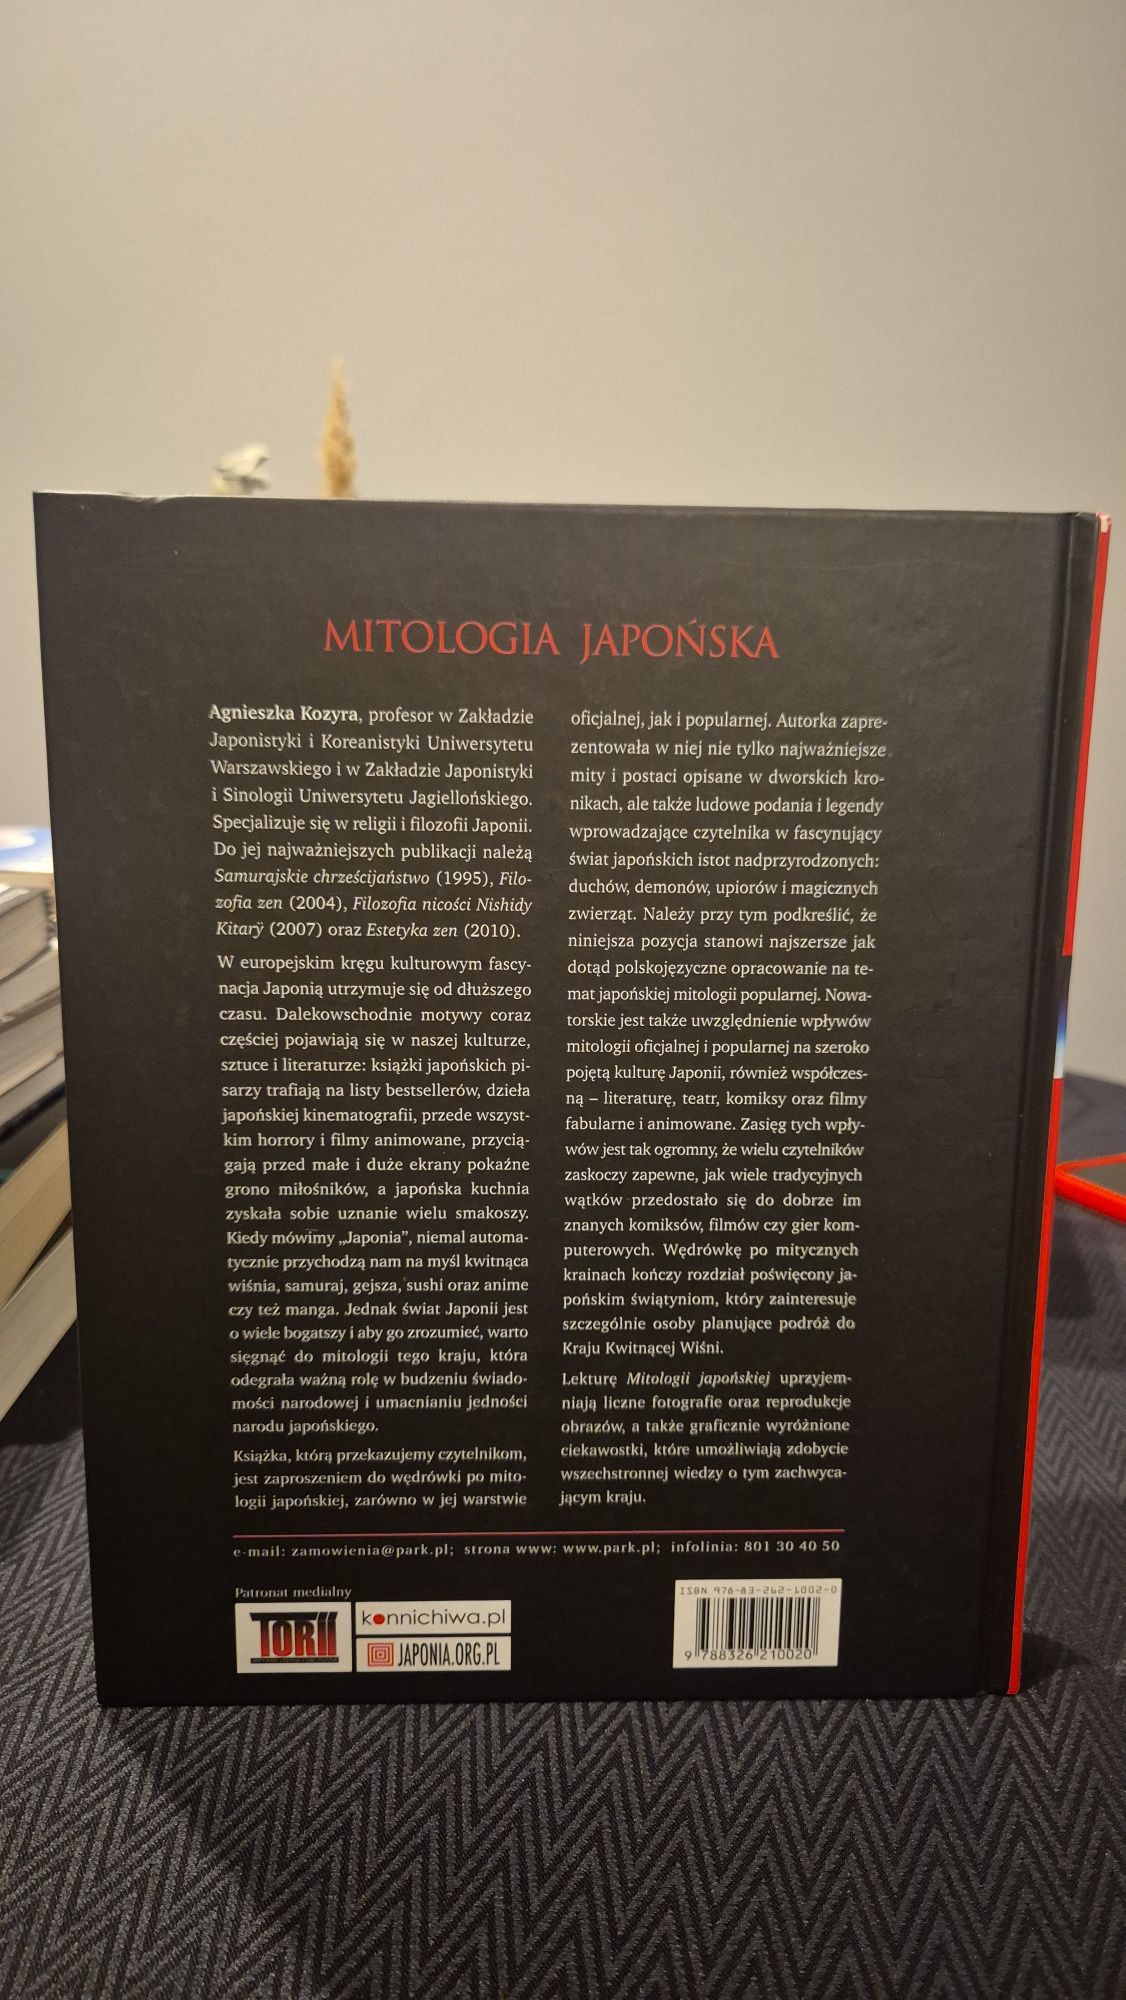 MITOLOGIA JAPOŃSKA
Agnieszka Kozyra, profesor w Zakładzie
Japonistyki i Koreanistyki Uniwersytetu
Warszawskiego i w Zakładzie Japonistyki
i Sinologii Uniwersytetu Jagiellońskiego.
Specjalizuje się w religii i filozofii Japonii.
Do jej najważniejszych publikacji należą
Samurajskie chrześcijaństwo (1995), Filo-
zofia zen (2004), Filozofia nicości Nishidy
Kitarÿ (2007) oraz Estetyka zen (2010).
W europejskim kręgu kulturowym fascy-
nacja Japonią utrzymuje się od dłuższego
czasu. Dalekowschodnie motywy coraz
częściej pojawiają się w naszej kulturze,
sztuce i literaturze: książki japońskich pi-
sarzy trafiają na listy bestsellerów, dzieła
japońskiej kinematografii, przede wszyst-
kim horrory i filmy animowane, przycią-
gają przed małe i duże ekrany pokaźne
grono miłośników, a japońska kuchnia
zyskała sobie uznanie wielu smakoszy.
Kiedy mówimy „Japonia”, niemal automa-
tycznie przychodzą nam na myśl kwitnąca
wiśnia, samuraj, gejsza, sushi oraz anime
czy też manga. Jednak świat Japonii jest
o wiele bogatszy i aby go zrozumieć, warto
sięgnąć do mitologii tego kraju, która
odegrała ważną rolę w budzeniu świado-
mości narodowej i umacnianiu jedności
narodu japońskiego.
Książka, którą przekazujemy czytelnikom,
jest zaproszeniem do wędrówki po mito-
logii japońskiej, zarówno w jej warstwie
oficjalnej, jak i popularnej. Autorka zapre-
zentowała w niej nie tylko najważniejsze
mity i postaci opisane w dworskich kro-
nikach, ale także ludowe podania i legendy
wprowadzające czytelnika w fascynujący
świat japońskich istot nadprzyrodzonych:
duchów, demonów, upiorów i magicznych
zwierząt. Należy przy tym podkreślić, że
niniejsza pozycja stanowi najszersze jak
dotąd polskojęzyczne opracowanie na te-
mat japońskiej mitologii popularnej. Nowa-
torskie jest także uwzględnienie wpływów
mitologii oficjalnej i popularnej na szeroko
pojętą kulturę Japonii, również współczes-
ną – literaturę, teatr, komiksy oraz filmy
fabularne i animowane. Zasięg tych wpły-
wów jest tak ogromny, że wielu czytelników
zaskoczy zapewne, jak wiele tradycyjnych
wątków przedostało się do dobrze im
znanych komiksów, filmów czy gier kom-
puterowych. Wędrówkę po mitycznych
krainach kończy rozdział poświęcony ja-
pońskim świątyniom, który zainteresuje
szczególnie osoby planujące podróż do
Kraju Kwitnącej Wiśni.
Lekturę Mitologii japońskiej uprzyjem-
niają liczne fotografie oraz reprodukcje
obrazów, a także graficznie wyróżnione
ciekawostki, które umożliwiają zdobycie
wszechstronnej wiedzy o tym zachwyca-
jącym kraju.
e-mail: zamowienia@park.pl; strona www: www.park.pl; infolinia: 801 30 40 50
Patronat medialny
TORII
konnichiwa.pl
JAPONIA.ORG.PL
ISBN 978-83-262-1002-0
9 788326 210020